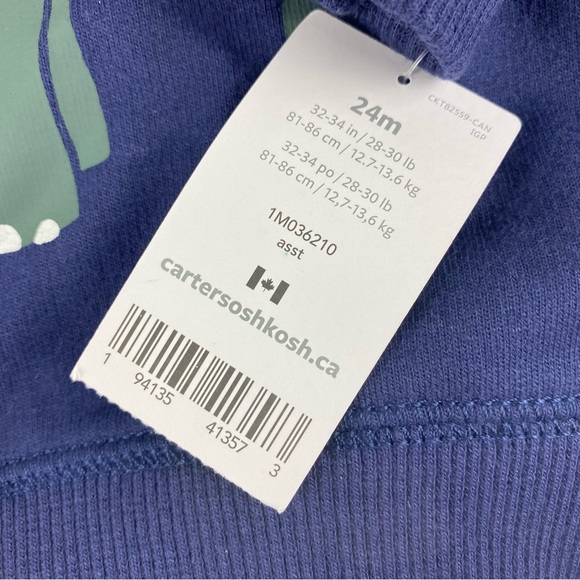 CKTB2559-CAN
IGP
24m
32-34 in / 28-30 lb
81-86 cm / 12.7-13.6 kg
32-34 po / 28-30 lb
81-86 cm / 12,7-13,6 kg
1M036210
asst
cartersoshkosh.ca
1 94135 41357 3